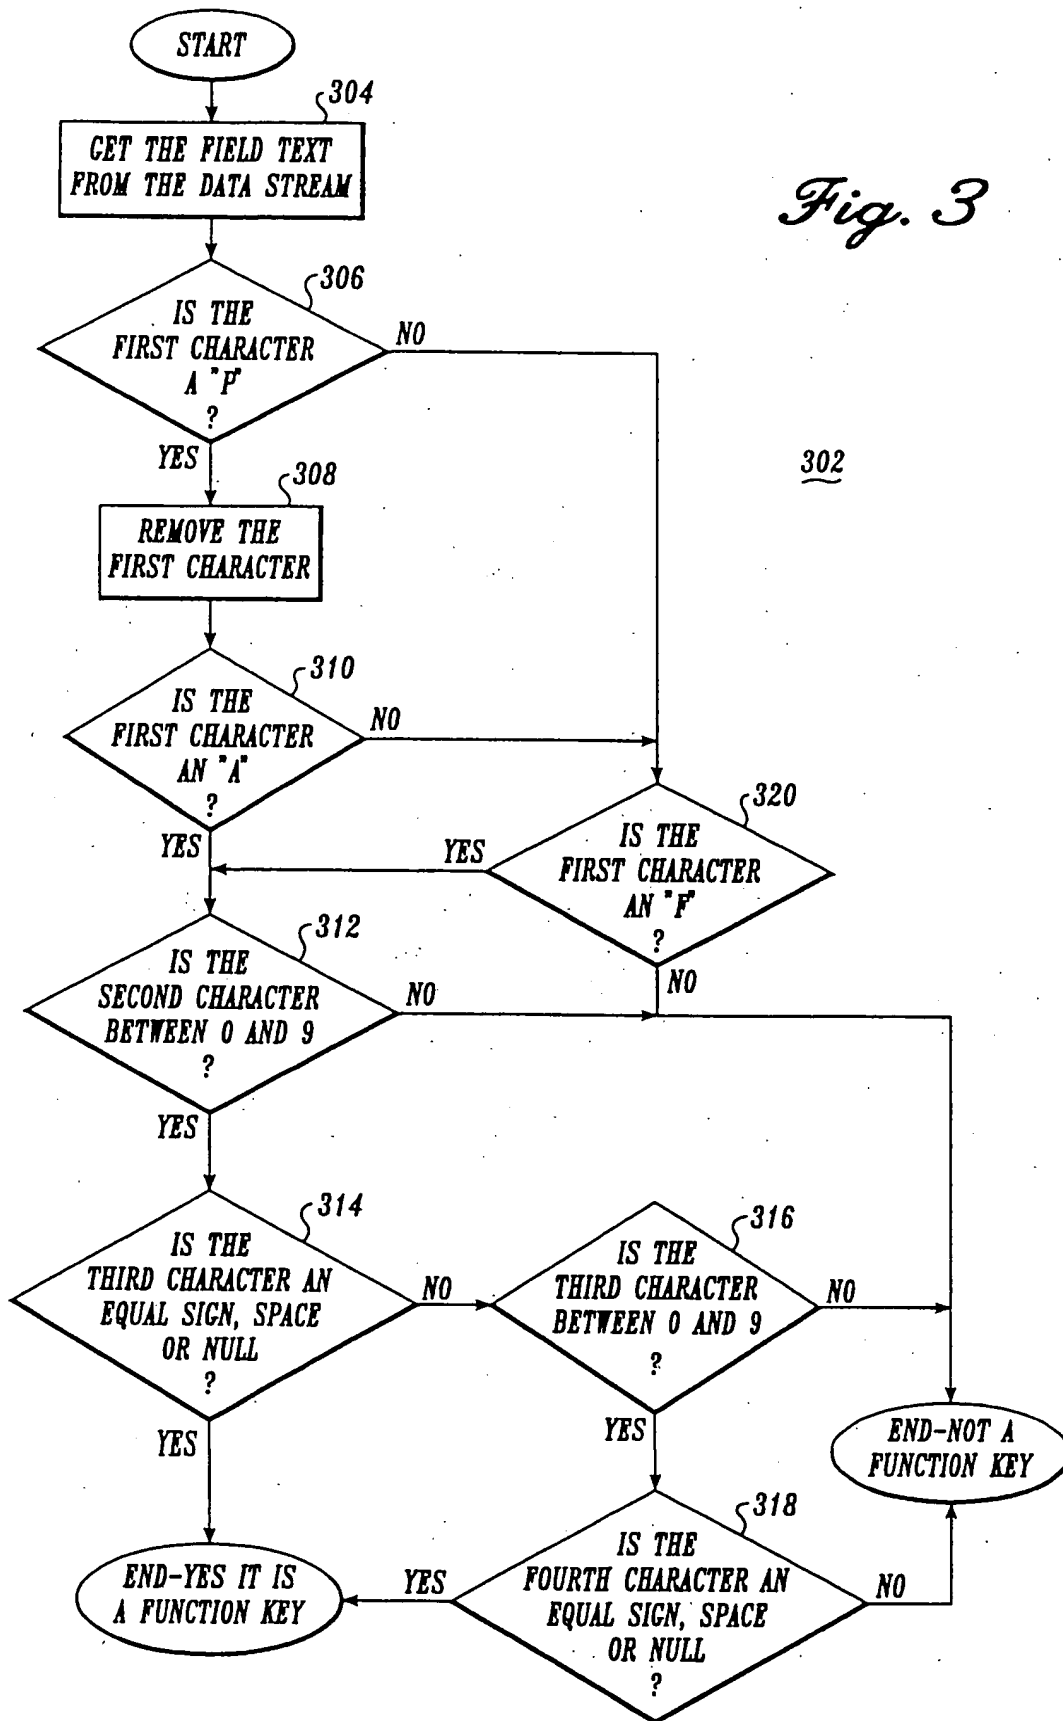 START
304
GET THE FIELD TEXT
FROM THE DATA STREAM
Fig. 3
306
IS THE
FIRST CHARACTER
A "P"
?
NO
YES
302
308
REMOVE THE
FIRST CHARACTER
310
IS THE
FIRST CHARACTER
AN "A"
?
NO
YES
320
IS THE
FIRST CHARACTER
AN "F"
?
YES
NO
312
IS THE
SECOND CHARACTER
BETWEEN 0 AND 9
?
NO
YES
314
IS THE
THIRD CHARACTER AN
EQUAL SIGN, SPACE
OR NULL
?
NO
YES
316
IS THE
THIRD CHARACTER
BETWEEN 0 AND 9
?
NO
YES
END-NOT A
FUNCTION KEY
318
IS THE
FOURTH CHARACTER AN
EQUAL SIGN, SPACE
OR NULL
?
YES
NO
END-YES IT IS
A FUNCTION KEY